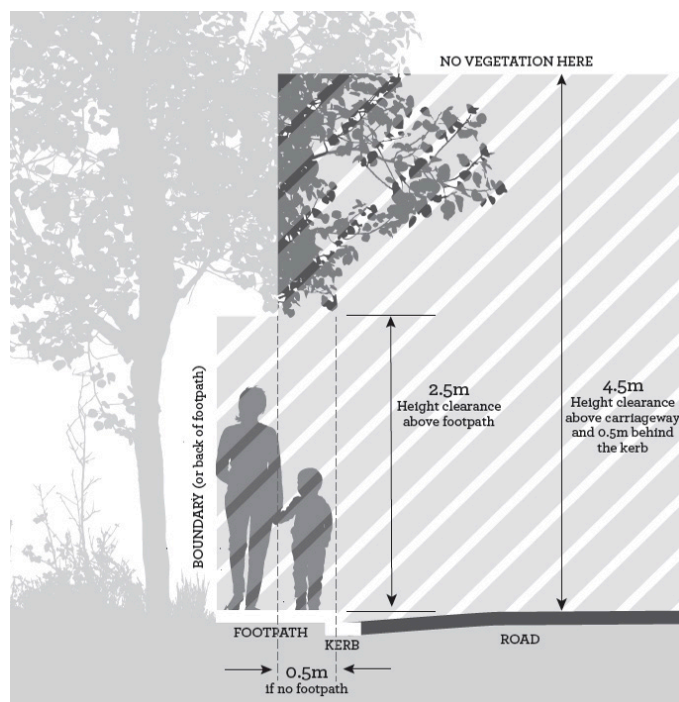 NO VEGETATION HERE
BOUNDARY (or back of footpath)
2.5m
Height clearance
above footpath
4.5m
Height clearance
above carriageway
and 0.5m behind
the kerb
FOOTPATH
KERB
ROAD
0.5m
if no footpath